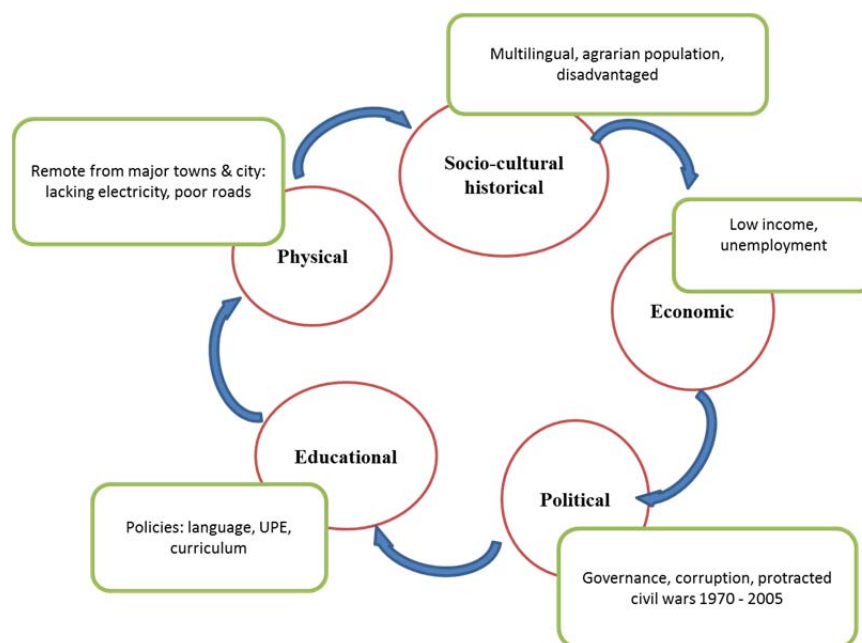 Multilingual, agrarian population,
disadvantaged
Socio-cultural
historical
Remote from major towns & city:
lacking electricity, poor roads
Physical
Low income,
unemployment
Economic
Educational
Policies: language, UPE,
curriculum
Political
Governance, corruption, protracted
civil wars 1970 - 2005